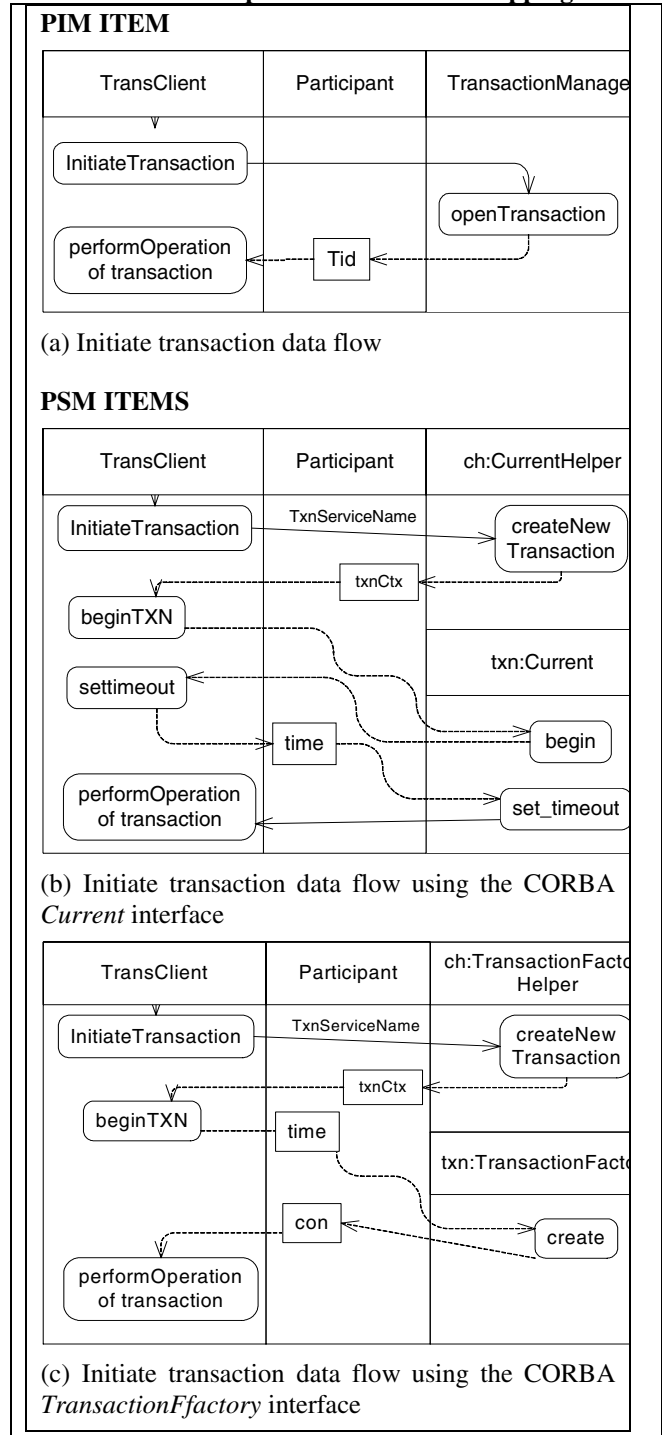 PIM ITEM
TransClient
Participant
TransactionManage
InitiateTransaction
openTransaction
performOperation
of transaction
Tid
(a) Initiate transaction data flow
PSM ITEMS
TransClient
Participant
ch:CurrentHelper
InitiateTransaction
TxnServiceName
createNew
Transaction
txnCtx
beginTXN
txn:Current
settimeout
time
begin
performOperation
of transaction
set_timeout
(b) Initiate transaction data flow using the CORBA
Current interface
TransClient
Participant
ch:TransactionFacto
Helper
InitiateTransaction
TxnServiceName
createNew
Transaction
txnCtx
beginTXN
time
txn:TransactionFacto
con
create
performOperation
of transaction
(c) Initiate transaction data flow using the CORBA
TransactionFfactory interface